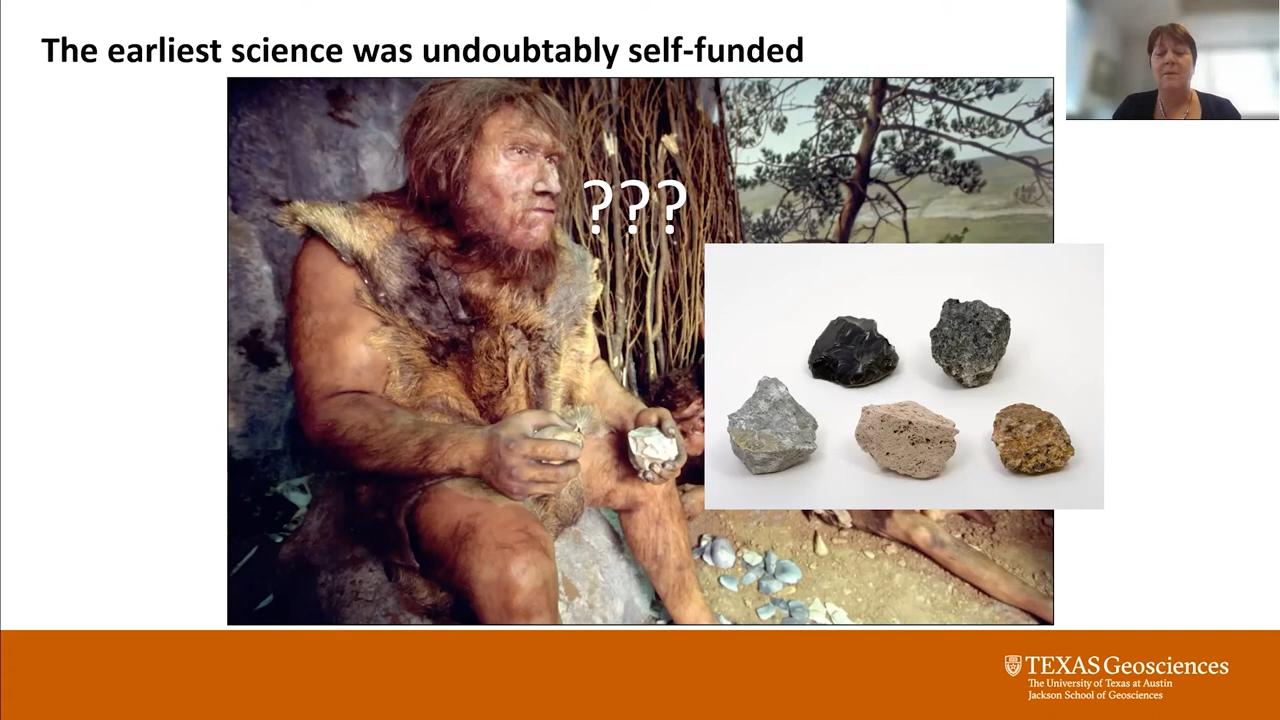 The earliest science was undoubtably self-funded
???
TEXAS Geosciences
The University of Texas at Austin
Jackson School of Geosciences